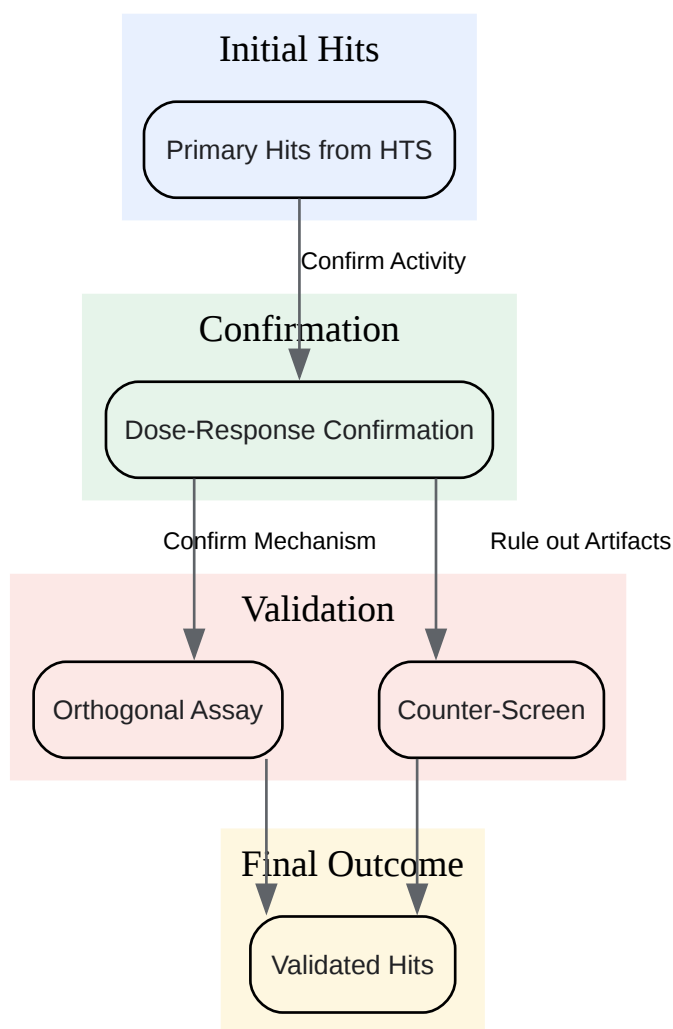 Initial Hits
Primary Hits from HTS
Confirm Activity
Confirmation
Dose-Response Confirmation
Confirm Mechanism
Rule out Artifacts
Validation
Orthogonal Assay
Counter-Screen
Final Outcome
Validated Hits